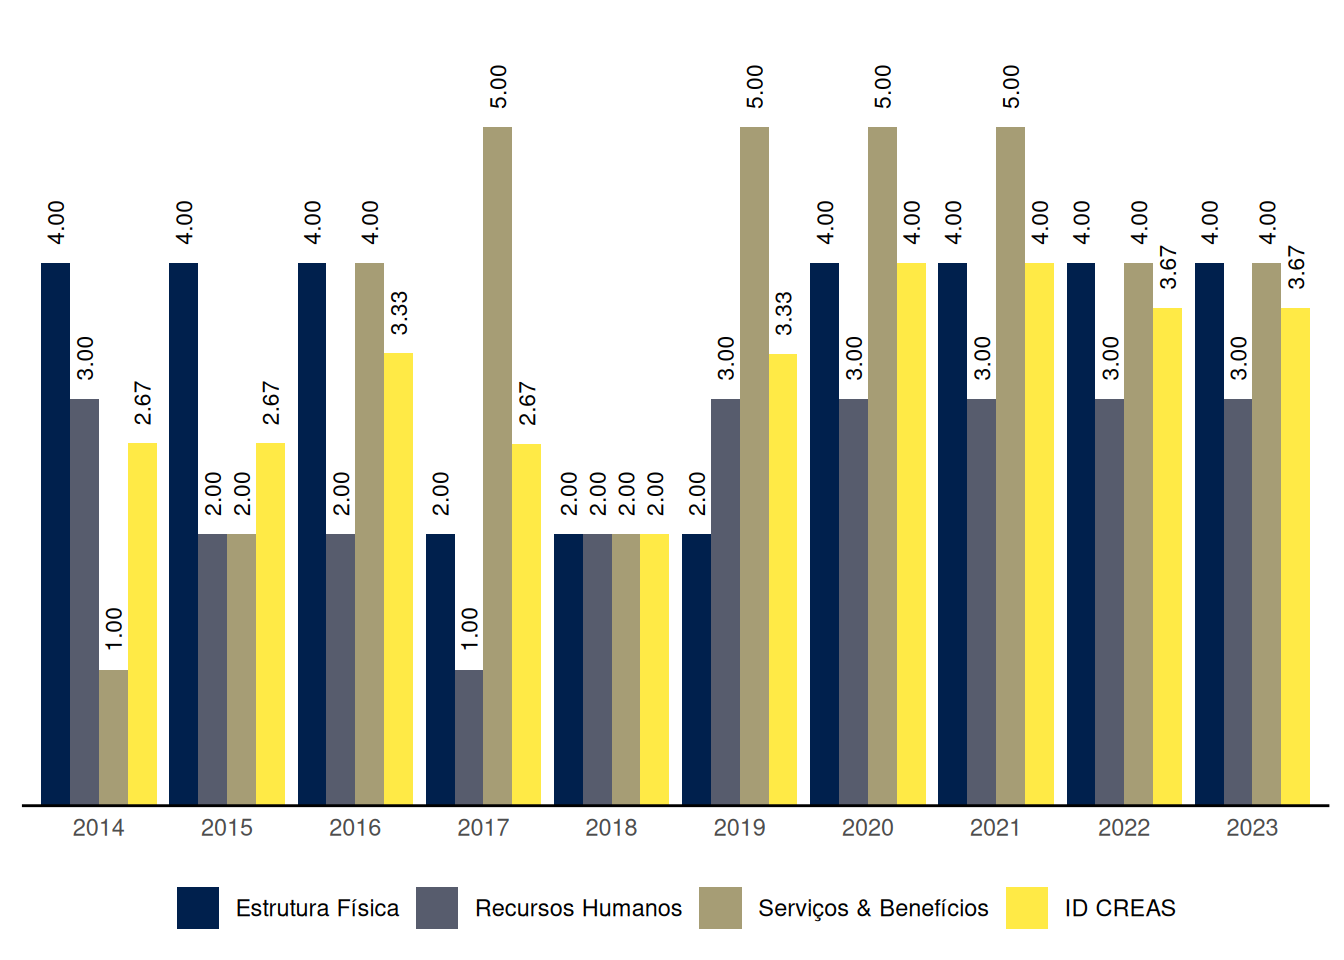 5.00 5.00 5.00 5.00
4.00 4.00 4.00 4.00 4.00 4.00 4.00 4.00 4.00 4.00 4.00 4.00
3.67 3.67
3.33 3.33
3.00 3.00 3.00 3.00 3.00 3.00
2.67 2.67 2.67
2.00 2.00 2.00 2.00 2.00 2.00 2.00 2.00 2.00
1.00 1.00
2014 2015 2016 2017 2018 2019 2020 2021 2022 2023
Estrutura Física Recursos Humanos Serviços & Benefícios ID CREAS